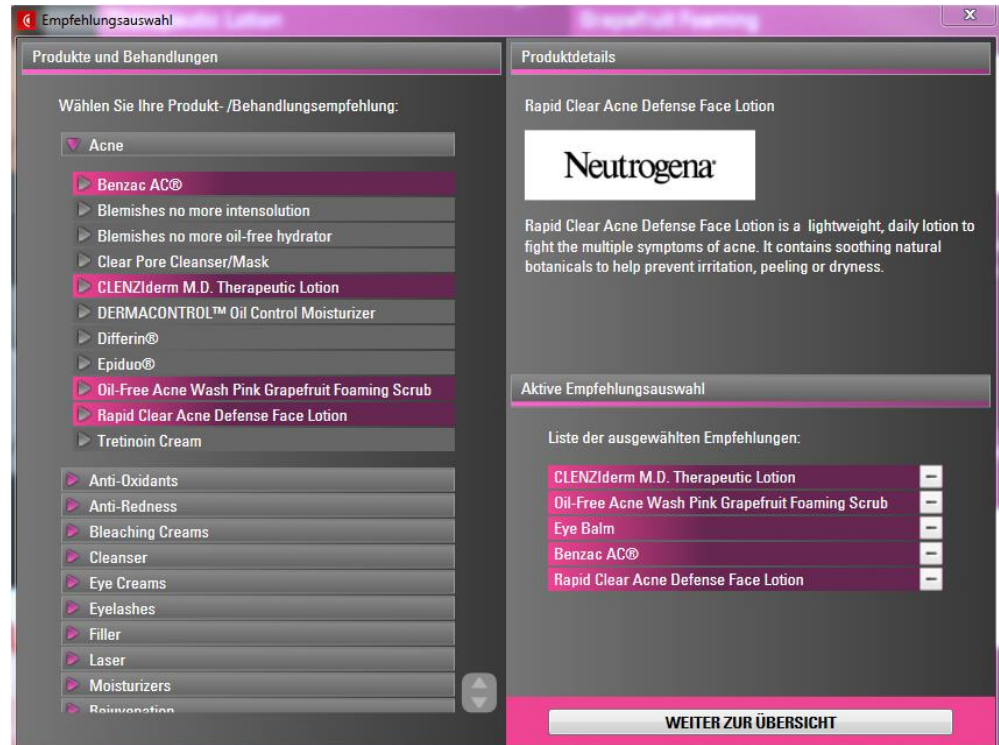 Therapeutic Lotion
Grapefruit Foaming
Empfehlungsauswahl
Produkte und Behandlungen
Wählen Sie Ihre Produkt- /Behandlungsempfehlung:
Acne
Benzac AC®
Blemishes no more intensolution
Blemishes no more oil-free hydrator
Clear Pore Cleanser/Mask
CLENZIderm M.D. Therapeutic Lotion
DERMACONTROL™ Oil Control Moisturizer
Differin®
Epiduo®
Oil-Free Acne Wash Pink Grapefruit Foaming Scrub
Rapid Clear Acne Defense Face Lotion
Tretinoin Cream
Anti-Oxidants
Anti-Redness
Bleaching Creams
Cleanser
Eye Creams
Eyelashes
Filler
Laser
Moisturizers
Rejuvenation
Produktdetails
Rapid Clear Acne Defense Face Lotion
Neutrogena
Rapid Clear Acne Defense Face Lotion is a lightweight, daily lotion to
fight the multiple symptoms of acne. It contains soothing natural
botanicals to help prevent irritation, peeling or dryness.
Aktive Empfehlungsauswahl
Liste der ausgewählten Empfehlungen:
CLENZIderm M.D. Therapeutic Lotion
Oil-Free Acne Wash Pink Grapefruit Foaming Scrub
Eye Balm
Benzac AC®
Rapid Clear Acne Defense Face Lotion
WEITER ZUR ÜBERSICHT